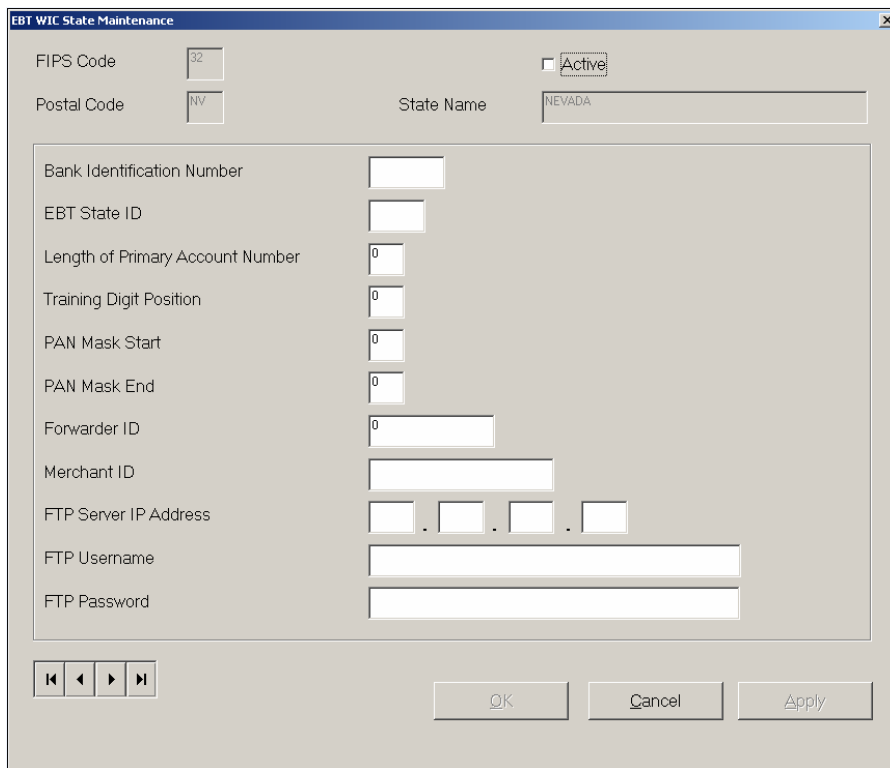 EBT WIC State Maintenance
FIPS Code 32 Active
Postal Code NV State Name NEVADA
Bank Identification Number
EBT State ID
Length of Primary Account Number 0
Training Digit Position 0
PAN Mask Start 0
PAN Mask End 0
Forwarder ID 0
Merchant ID
FTP Server IP Address . . .
FTP Username
FTP Password
OK Cancel Apply